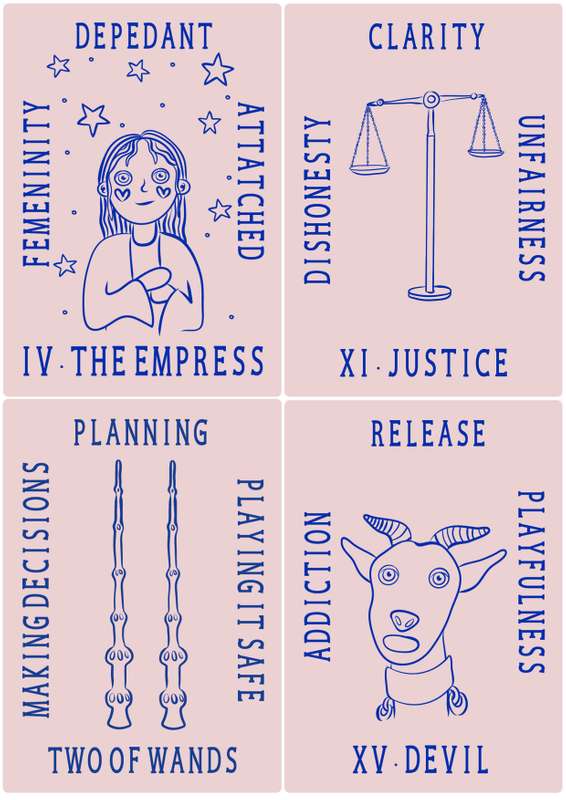 DEPEDANT
FEMENINITY
ATTATCHED
IV · THE EMPRESS
CLARITY
DISHONESTY
UNFAIRNESS
XI · JUSTICE
PLANNING
MAKING DECISIONS
PLAYING IT SAFE
TWO OF WANDS
RELEASE
ADDICTION
PLAYFULNESS
XV · DEVIL